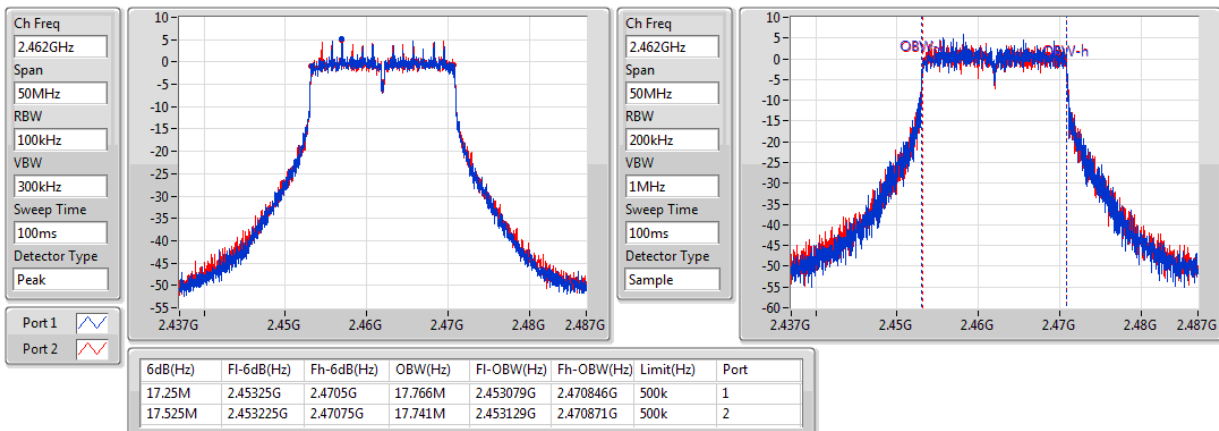 Ch Freq
2.462GHz
Span
50MHz
RBW
100kHz
VBW
300kHz
Sweep Time
100ms
Detector Type
Peak
Port 1
Port 2
10
5
0
-5
-10
-15
-20
-25
-30
-35
-40
-45
-50
-55
2.437G 2.45G 2.46G 2.47G 2.48G 2.487G
Ch Freq
2.462GHz
Span
50MHz
RBW
200kHz
VBW
1MHz
Sweep Time
100ms
Detector Type
Sample
10
5
0
-5
-10
-15
-20
-25
-30
-35
-40
-45
-50
-55
-60
OBW-h
2.437G 2.45G 2.46G 2.47G 2.48G 2.487G
6dB(Hz) Fl-6dB(Hz) Fh-6dB(Hz) OBW(Hz) Fl-OBW(Hz) Fh-OBW(Hz) Limit(Hz) Port
17.25M 2.45325G 2.4705G 17.766M 2.453079G 2.470846G 500k 1
17.525M 2.453225G 2.47075G 17.741M 2.453129G 2.470871G 500k 2